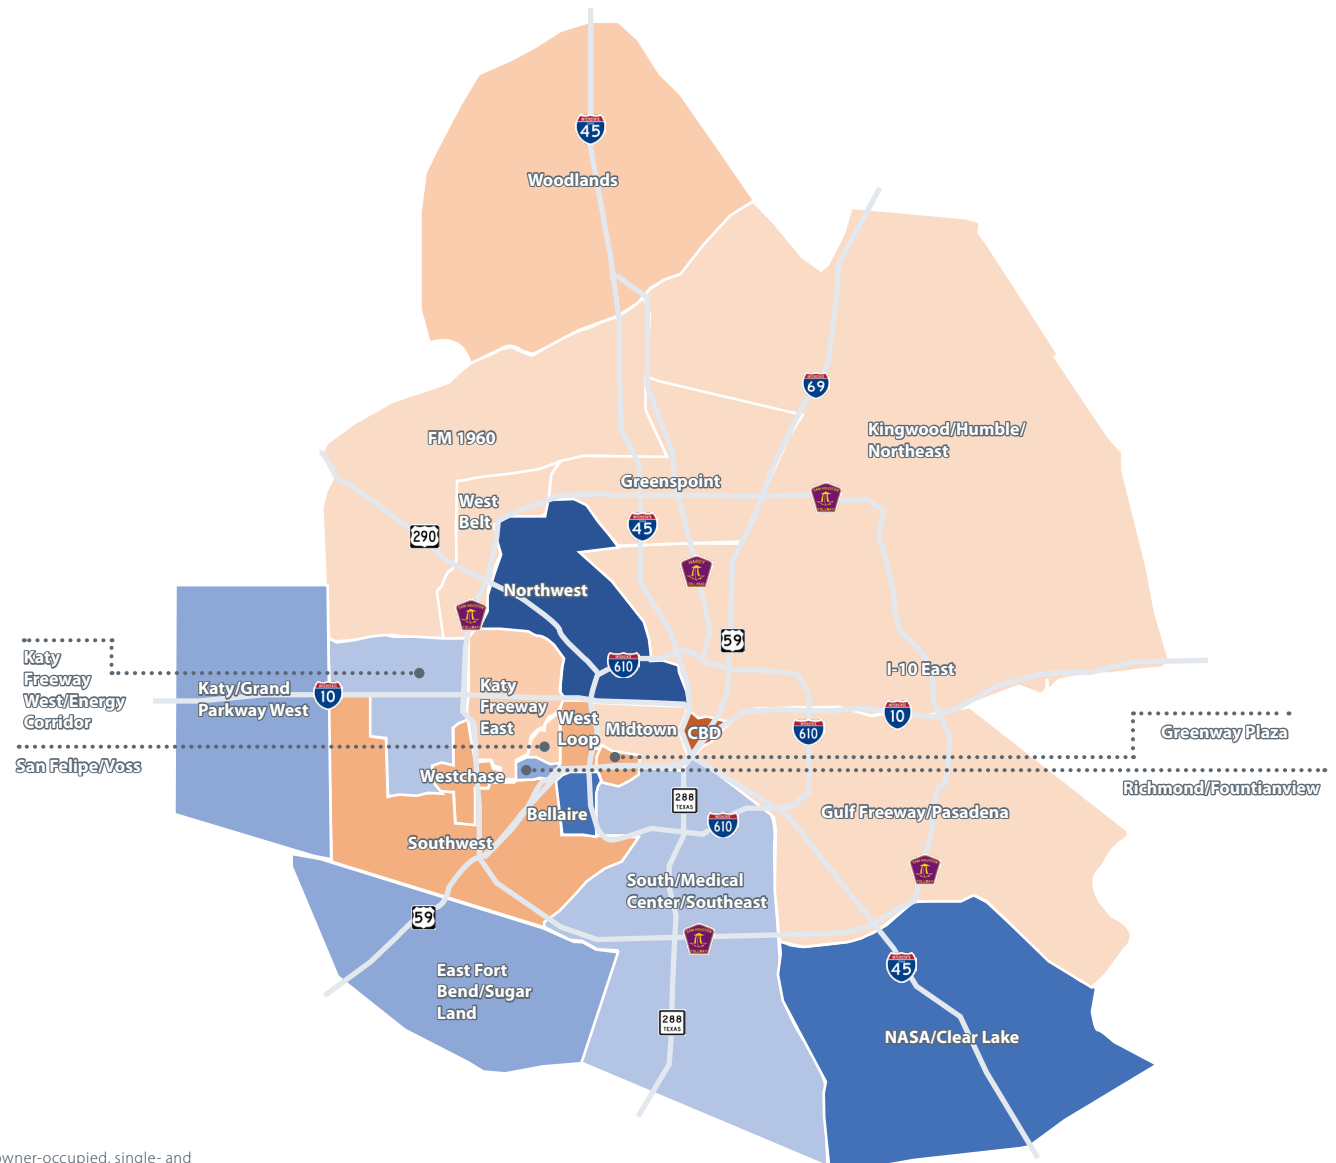 45
Woodlands
69
Kingwood/Humble/
Northeast
FM 1960
Greenspoint
West
Belt
45
290
Northwest
59
610
I-10 East
Katy
Freeway
West/Energy
Corridor
Katy/Grand
Parkway West
10
Katy
Freeway
East
West
Loop
Midtown
CBD
610
10
Greenway Plaza
San Felipe/Voss
Westchase
Richmond/Fountianview
288
TEXAS
610
Bellaire
Gulf Freeway/Pasadena
Southwest
South/Medical
Center/Southeast
59
East Fort
Bend/Sugar
Land
45
288
TEXAS
NASA/Clear Lake
owner-occupied, single- and